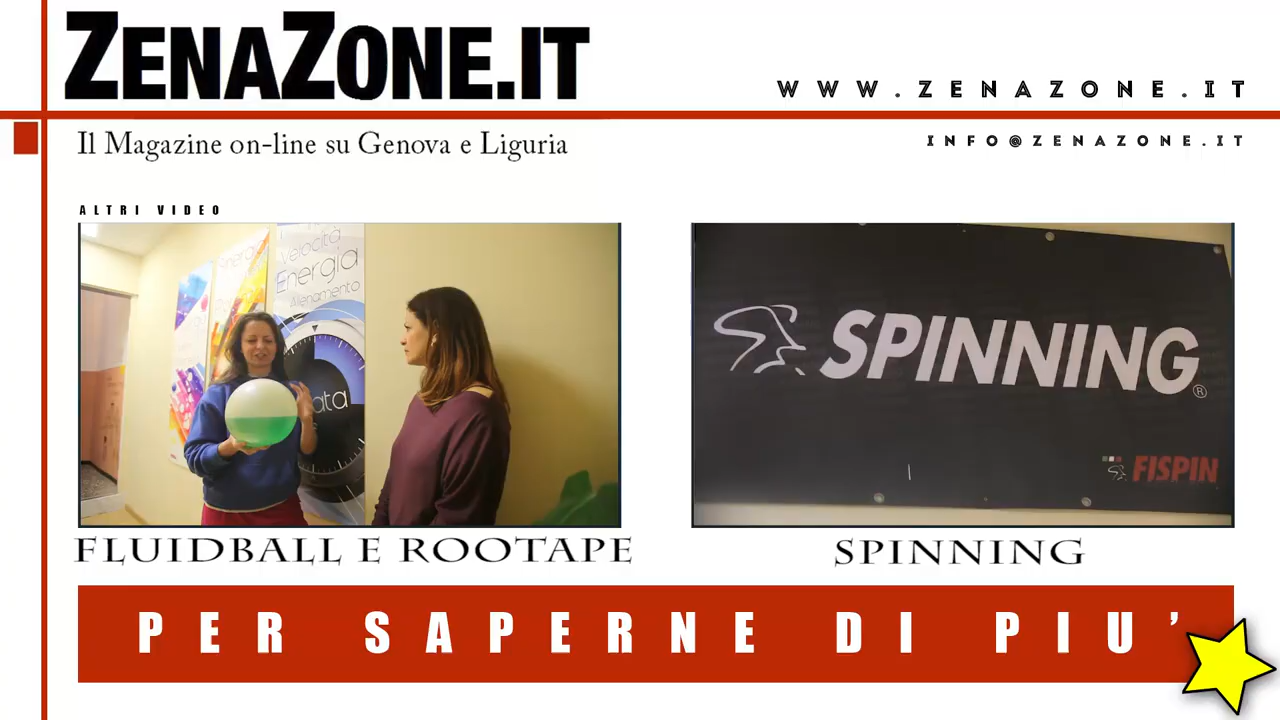 ZENAZONE.IT
WWW.ZENAZONE.IT
Il Magazine on-line su Genova e Liguria
INFO@ZENAZONE.IT
ALTRI VIDEO
Velocità
Energia
Allenamento
SPINNING®
FISPIN
FLUIDBALL E ROOTAPE
SPINNING
PER SAPERNE DI PIU’